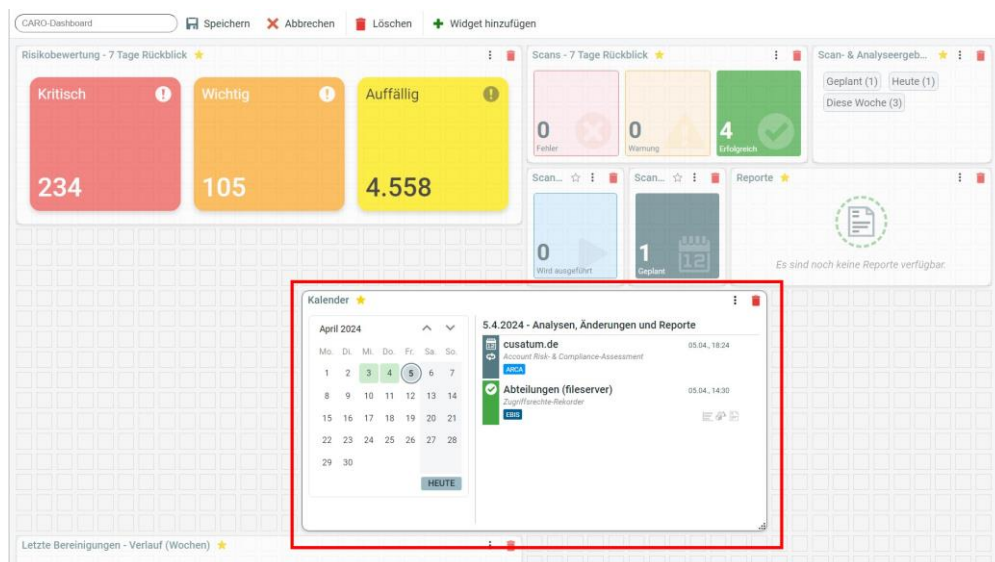 CARO-Dashboard
Speichern
Abbrechen
Löschen
Widget hinzufügen
Risikobewertung - 7 Tage Rückblick
Kritisch
234
Wichtig
105
Auffällig
4.558
Scans - 7 Tage Rückblick
0
Fehler
0
Warnung
4
Erfolgreich
Scan- & Analyseergeb...
Geplant (1) Heute (1)
Diese Woche (3)
Scan...
0
Wird ausgeführt
Scan...
12
1
Geplant
Reporte
Es sind noch keine Reporte verfügbar.
Kalender
April 2024
Mo. Di. Mi. Do. Fr. Sa. So.
1 2 3 4 5 6 7
8 9 10 11 12 13 14
15 16 17 18 19 20 21
22 23 24 25 26 27 28
29 30
HEUTE
5.4.2024 - Analysen, Änderungen und Reporte
cusatum.de 05.04., 18:24
Account Risk- & Compliance-Assessment
ARCA
Abteilungen (fileserver) 05.04., 14:30
Zugriffsrechte-Rekorder
EBIS
Letzte Bereinigungen - Verlauf (Wochen)